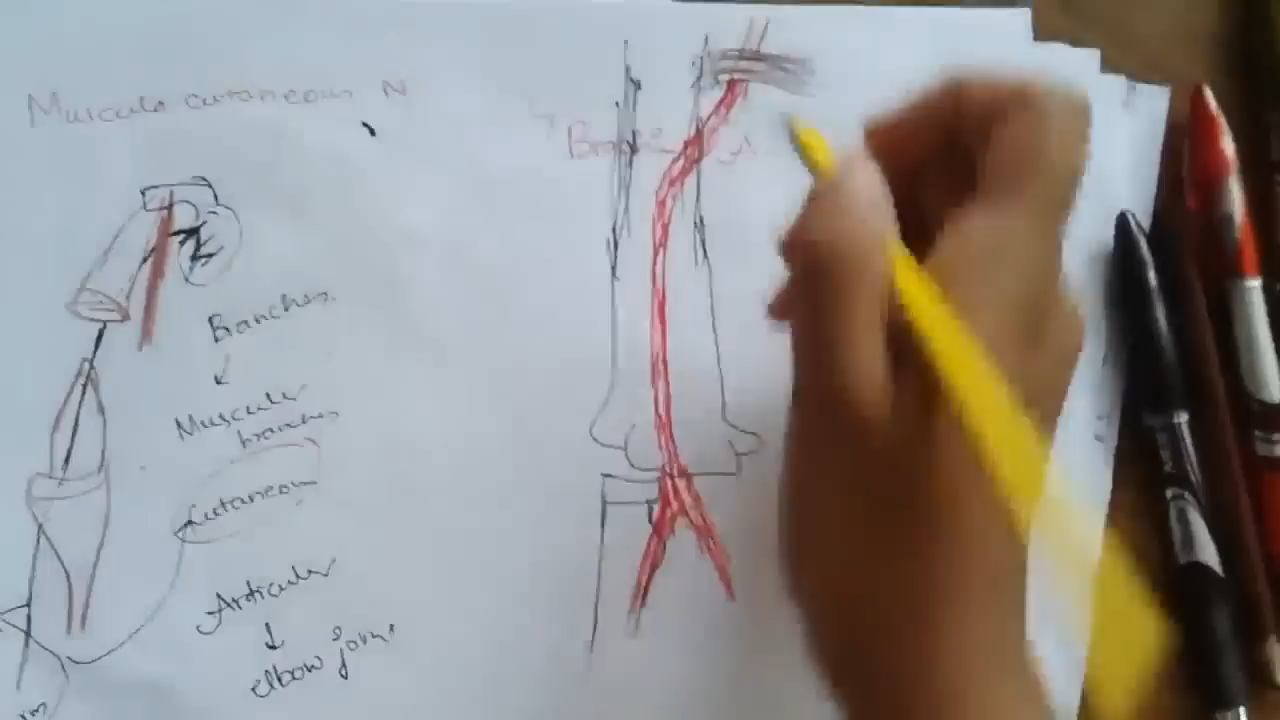 Musculo cutaneous N
Branches
Muscular
branches
Cutaneous
Articular
elbow joint